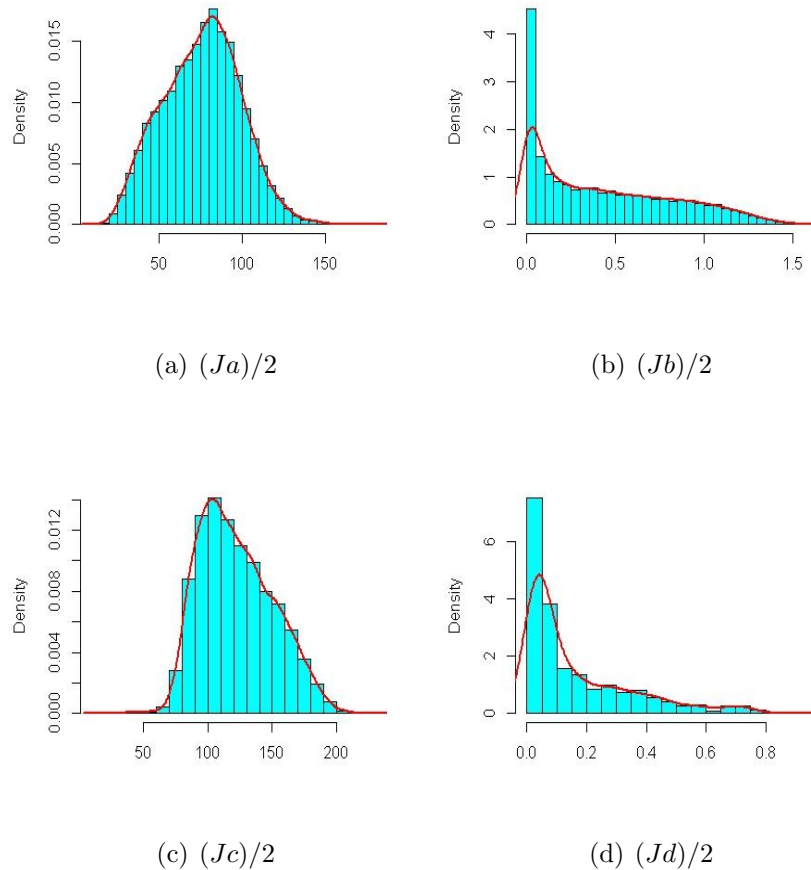 Density
0.000 0.005 0.010 0.015
50 100 150
(a) (Ja)/2
Density
0 1 2 3 4
0.0 0.5 1.0 1.5
(b) (Jb)/2
Density
0.000 0.004 0.008 0.012
50 100 150 200
(c) (Jc)/2
Density
0 2 4 6
0.0 0.2 0.4 0.6 0.8
(d) (Jd)/2